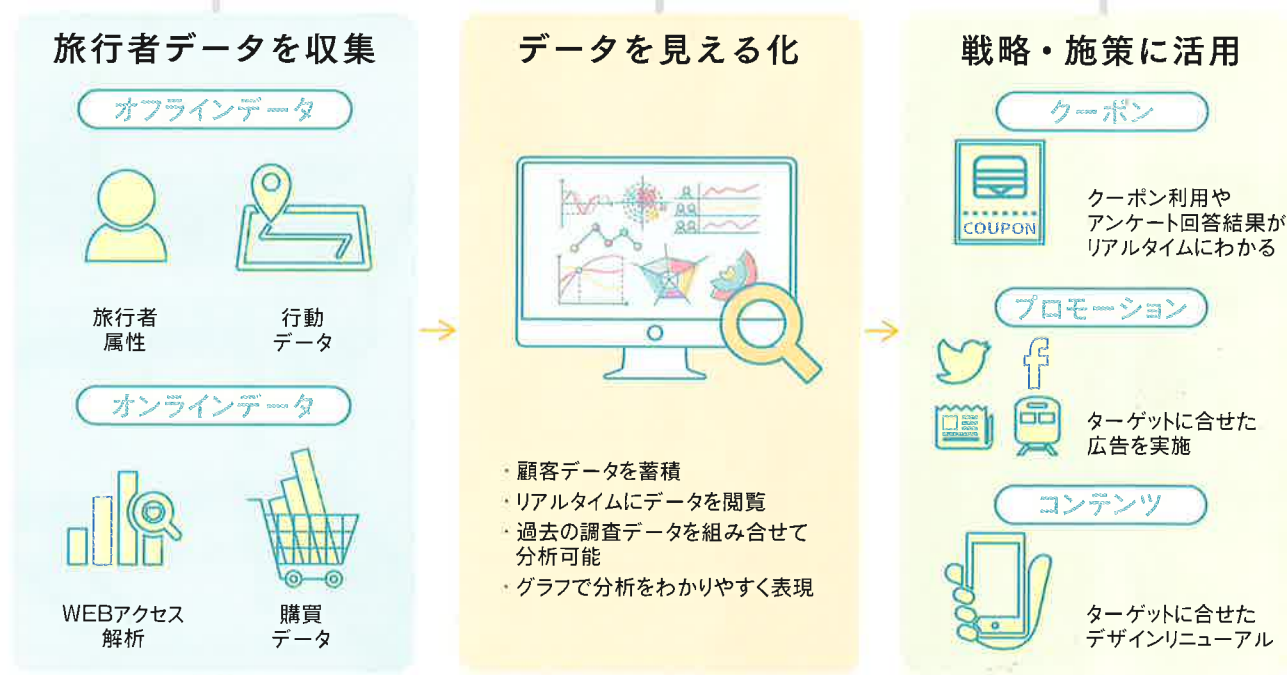 旅行者データを収集
オフラインデータ
旅行者
属性
行動
データ
オンラインデータ
WEBアクセス
解析
購買
データ
データを見える化
・顧客データを蓄積
・リアルタイムにデータを閲覧
・過去の調査データを組み合せて
分析可能
・グラフで分析をわかりやすく表現
戦略・施策に活用
クーポン
COUPON
クーポン利用や
アンケート回答結果が
リアルタイムにわかる
プロモーション
ターゲットに合せた
広告を実施
コンテンツ
ターゲットに合せた
デザインリニューアル